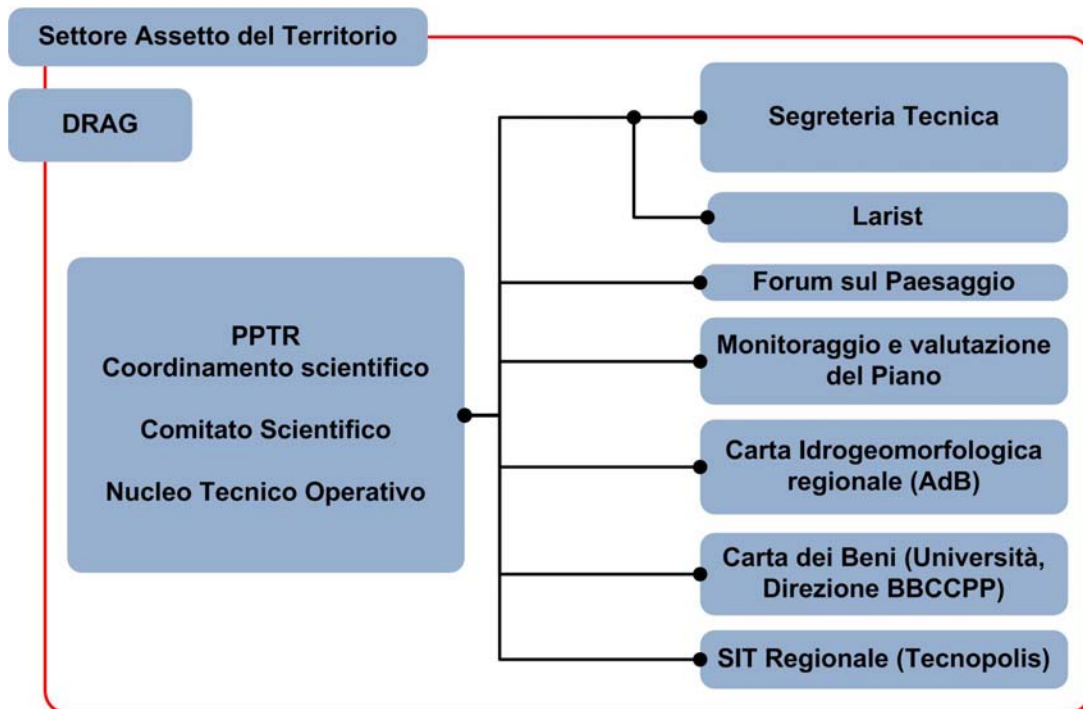 Settore Assetto del Territorio
DRAG
PPTR
Coordinamento scientifico
Comitato Scientifico
Nucleo Tecnico Operativo
Segreteria Tecnica
Larist
Forum sul Paesaggio
Monitoraggio e valutazione
del Piano
Carta Idrogeomorfologica
regionale (AdB)
Carta dei Beni (Università,
Direzione BBCCPP)
SIT Regionale (Tecnopolis)